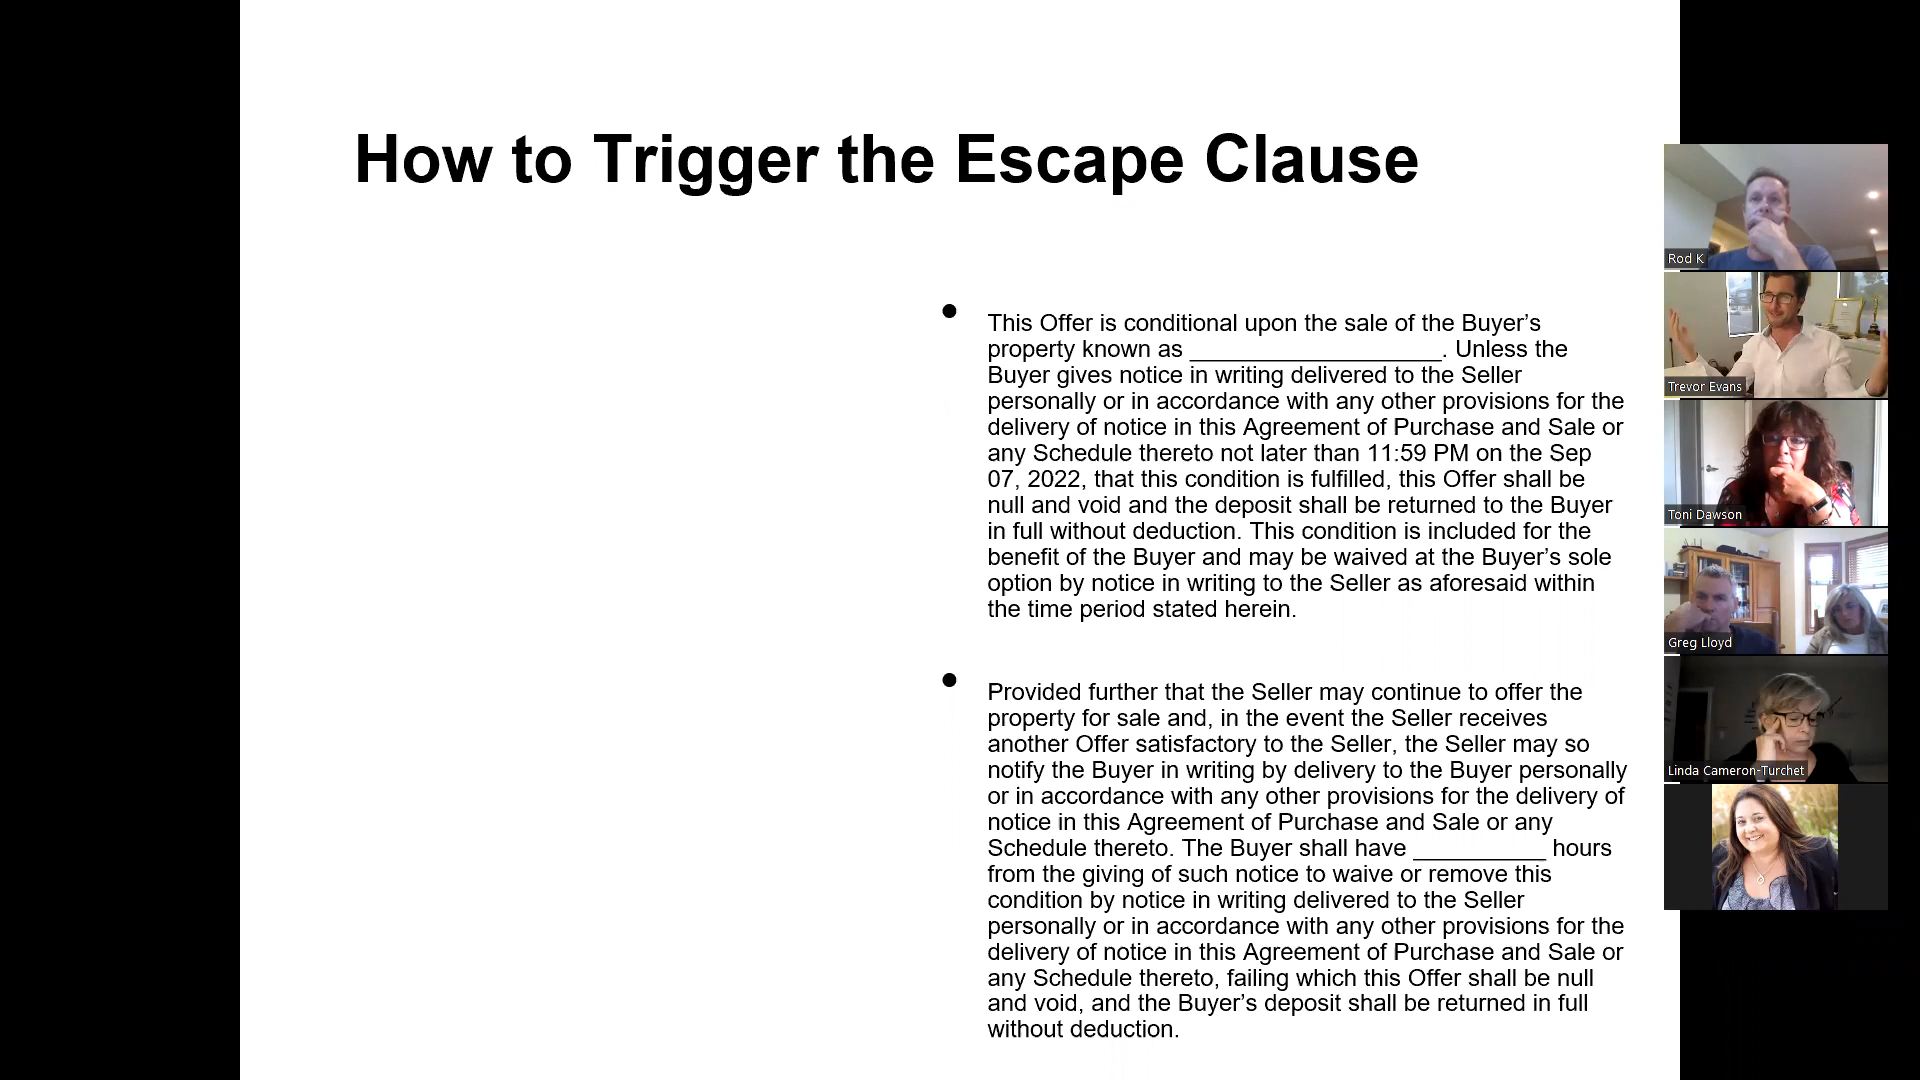 How to Trigger the Escape Clause
• This Offer is conditional upon the sale of the Buyer’s
property known as ___________________. Unless the
Buyer gives notice in writing delivered to the Seller
personally or in accordance with any other provisions for the
delivery of notice in this Agreement of Purchase and Sale or
any Schedule thereto not later than 11:59 PM on the Sep
07, 2022, that this condition is fulfilled, this Offer shall be
null and void and the deposit shall be returned to the Buyer
in full without deduction. This condition is included for the
benefit of the Buyer and may be waived at the Buyer’s sole
option by notice in writing to the Seller as aforesaid within
the time period stated herein.
• Provided further that the Seller may continue to offer the
property for sale and, in the event the Seller receives
another Offer satisfactory to the Seller, the Seller may so
notify the Buyer in writing by delivery to the Buyer personally
or in accordance with any other provisions for the delivery of
notice in this Agreement of Purchase and Sale or any
Schedule thereto. The Buyer shall have __________ hours
from the giving of such notice to waive or remove this
condition by notice in writing delivered to the Seller
personally or in accordance with any other provisions for the
delivery of notice in this Agreement of Purchase and Sale or
any Schedule thereto, failing which this Offer shall be null
and void, and the Buyer’s deposit shall be returned in full
without deduction.
Rod K
Trevor Evans
Toni Dawson
Greg Lloyd
Linda Cameron-Turchet